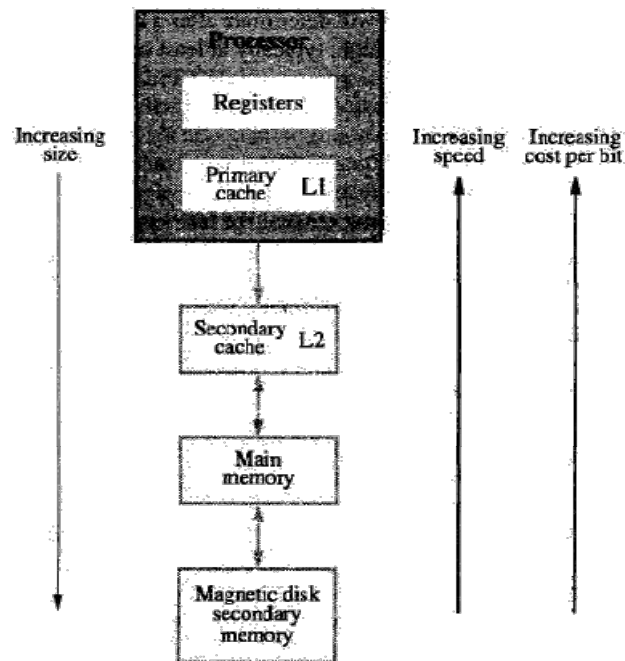 Processor
Registers
Increasing
size
Increasing
speed
Increasing
cost per bit
Primary
cache L1
Secondary
cache L2
Main
memory
Magnetic disk
secondary
memory